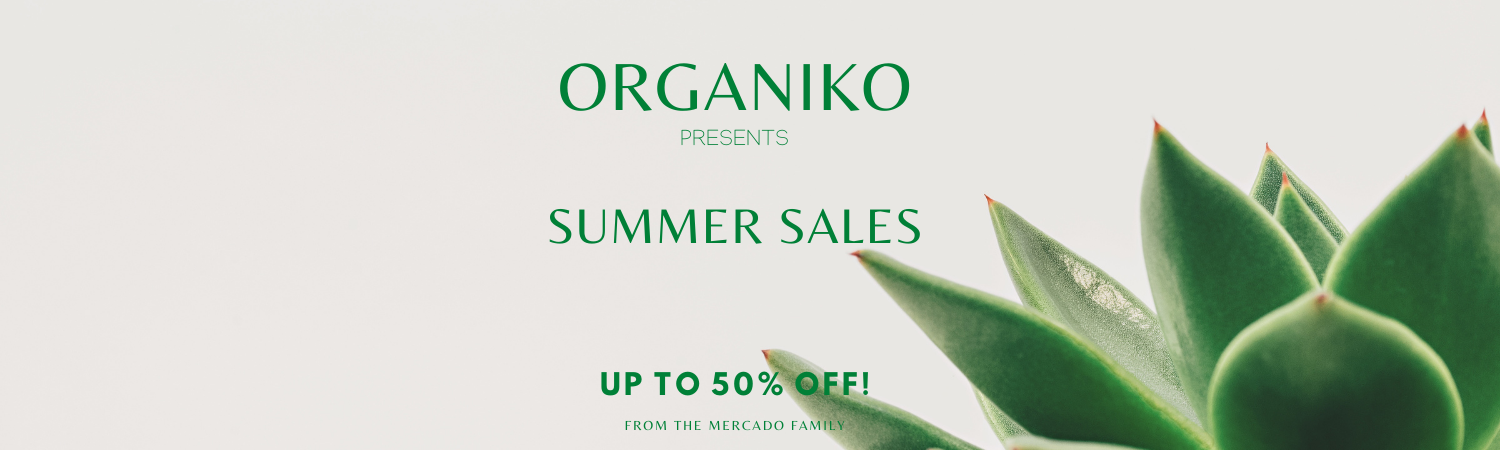 ORGANIKO
PRESENTS
SUMMER SALES
UP TO 50% OFF!
FROM THE MERCADO FAMILY